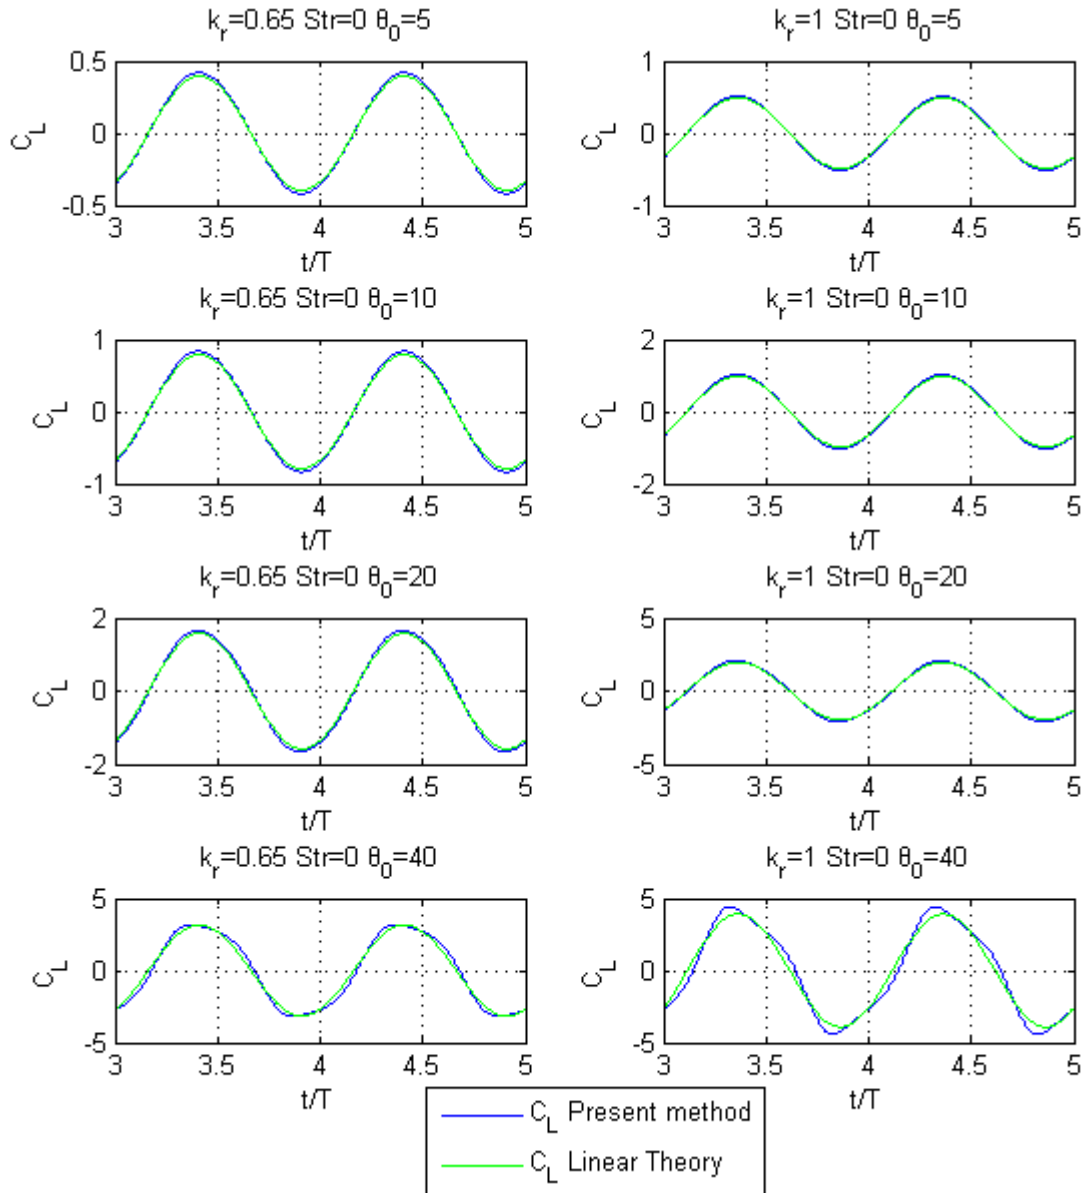 k_r=0.65 Str=0 θ_0=5
0.5
0
-0.5
C_L
3 3.5 4 4.5 5
t/T
k_r=1 Str=0 θ_0=5
1
0
-1
C_L
3 3.5 4 4.5 5
t/T
k_r=0.65 Str=0 θ_0=10
1
0
-1
C_L
3 3.5 4 4.5 5
t/T
k_r=1 Str=0 θ_0=10
2
0
-2
C_L
3 3.5 4 4.5 5
t/T
k_r=0.65 Str=0 θ_0=20
2
0
-2
C_L
3 3.5 4 4.5 5
t/T
k_r=1 Str=0 θ_0=20
5
0
-5
C_L
3 3.5 4 4.5 5
t/T
k_r=0.65 Str=0 θ_0=40
5
0
-5
C_L
3 3.5 4 4.5 5
t/T
k_r=1 Str=0 θ_0=40
5
0
-5
C_L
3 3.5 4 4.5 5
t/T
C_L Present method
C_L Linear Theory